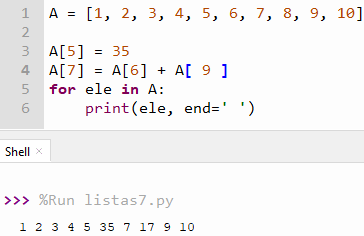 1 A = [1, 2, 3, 4, 5, 6, 7, 8, 9, 10]
2
3 A[5] = 35
4 A[7] = A[6] + A[ 9 ]
5 for ele in A:
6     print(ele, end=' ')
Shell ×
>>> %Run listas7.py
1 2 3 4 5 35 7 17 9 10